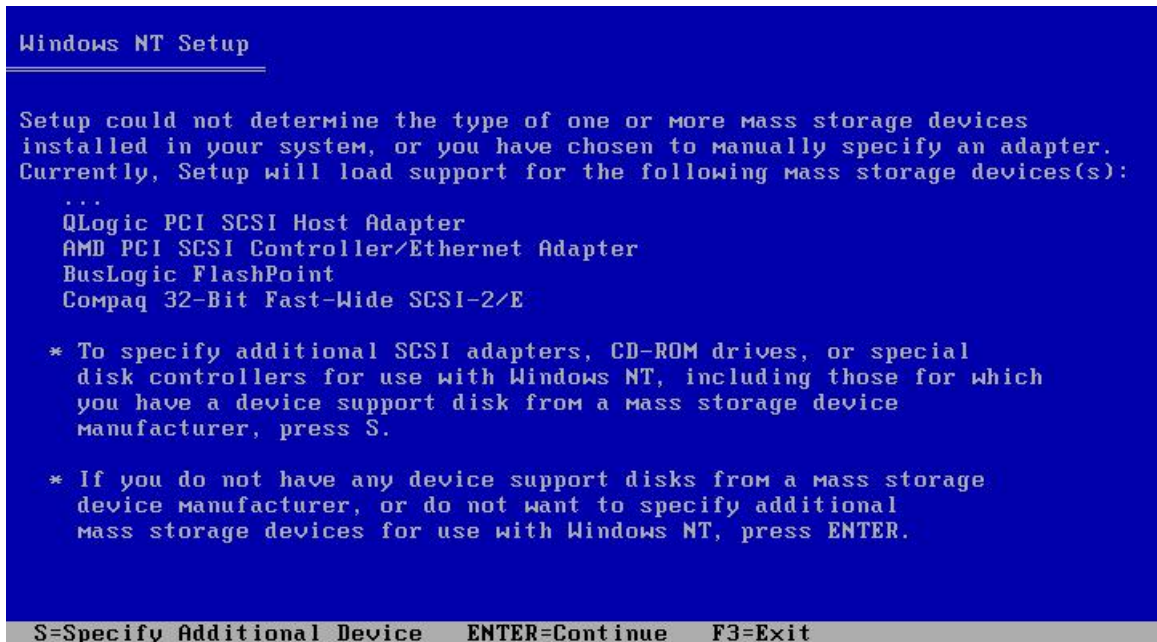 Windows NT Setup
Setup could not determine the type of one or more mass storage devices
installed in your system, or you have chosen to manually specify an adapter.
Currently, Setup will load support for the following mass storage devices(s):
...
QLogic PCI SCSI Host Adapter
AMD PCI SCSI Controller/Ethernet Adapter
BusLogic FlashPoint
Compaq 32-Bit Fast-Wide SCSI-2/E
* To specify additional SCSI adapters, CD-ROM drives, or special
disk controllers for use with Windows NT, including those for which
you have a device support disk from a mass storage device
manufacturer, press S.
* If you do not have any device support disks from a mass storage
device manufacturer, or do not want to specify additional
mass storage devices for use with Windows NT, press ENTER.
S=Specify Additional Device ENTER=Continue F3=Exit